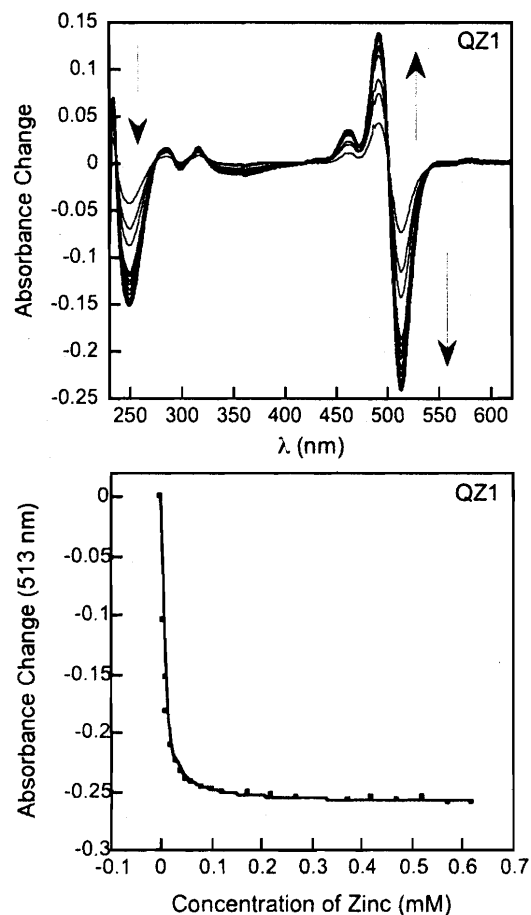 QZ1
0.15
0.1
0.05
0
-0.05
-0.1
-0.15
-0.2
-0.25
Absorbance Change
250 300 350 400 450 500 550 600
λ (nm)
QZ1
0
-0.05
-0.1
-0.15
-0.2
-0.25
-0.3
Absorbance Change (513 nm)
-0.1 0 0.1 0.2 0.3 0.4 0.5 0.6 0.7
Concentration of Zinc (mM)